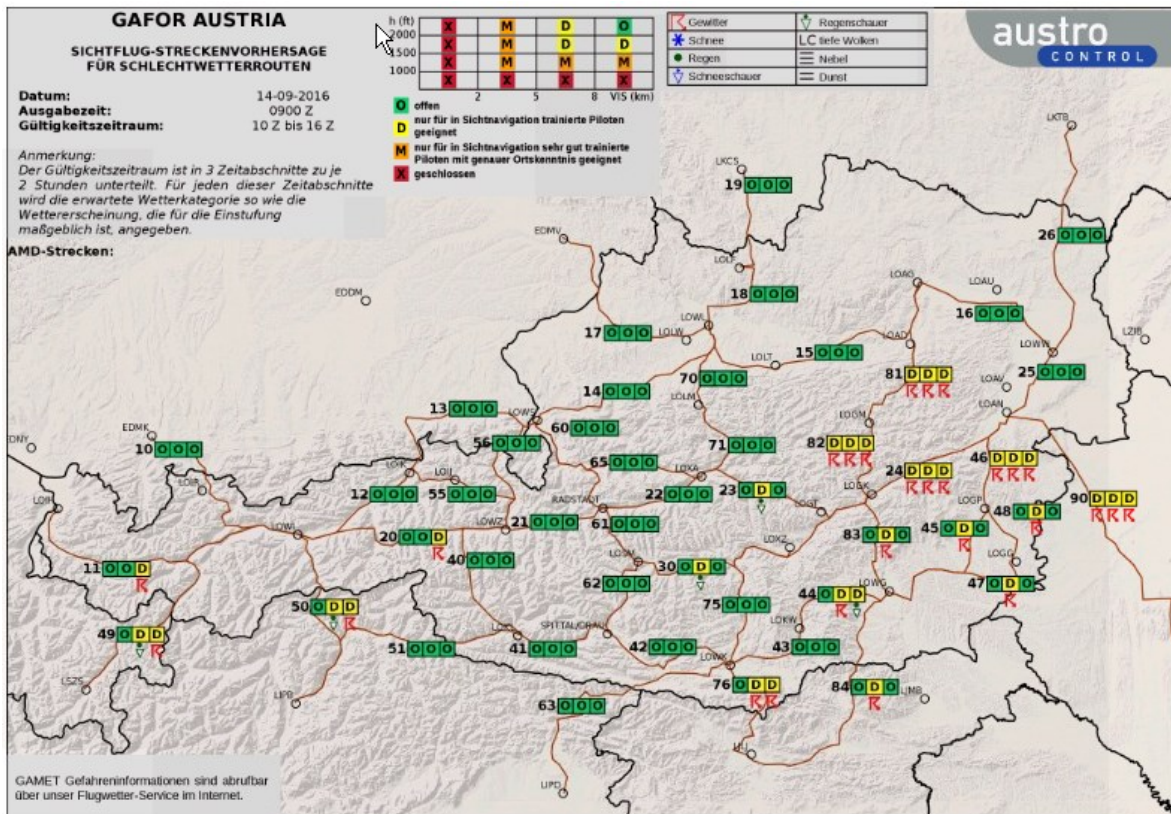 GAFOR AUSTRIA
SICHTFLUG-STRECKENVORHERSAGE
FÜR SCHLECHTWETTERROUTEN
Datum: 14-09-2016
Ausgabezeit: 0900 Z
Gültigkeitszeitraum: 10 Z bis 16 Z
Anmerkung:
Der Gültigkeitszeitraum ist in 3 Zeitabschnitte zu je
2 Stunden unterteilt. Für jeden dieser Zeitabschnitte
wird die erwartete Wetterkategorie so wie die
Wettererscheinung, die für die Einstufung
maßgeblich ist, angegeben.
AMD-Strecken:
h (ft)
2000
1500
1000
X M D O
X M D D
X M M M
X X X X
2 5 8 VIS (km)
O offen
D nur für in Sichtnavigation trainierte Piloten
geeignet
M nur für in Sichtnavigation sehr gut trainierte
Piloten mit genauer Ortskenntnis geeignet
X geschlossen
Gewitter
Regenschauer
Schnee
LC tiefe Wolken
Regen
Nebel
Schneeschauer
Dunst
austro
CONTROL
LKTB
LKCS
19 O O O
EDMV
26 O O O
LOLF
EDDM
LOAG
LOAU
18 O O O
16 O O O
LOWL
17 O O O
LOLW
LOAD
LZIB
15 O O O
LOWW
LOLT
81 D D D
25 O O O
70 O O O
LOAV
14 O O O
LOLM
13 O O O
LOWS
LOAN
LOGM
60 O O O
EDMK
DNY
10 O O O
56 O O O
71 O O O
82 D D D
46 D D D
65 O O O
LOIK
LOIJ
LOXA
24 D D D
LOIR
12 O O O
55 O O O
22 O O O
23 O D O
LOGK
90 D D D
LOIH
RADSTADT
LOGT
LOGP
48 O D O
21 O O O
61 O O O
LOWZ
LOWI
20 O O D
83 O D O
45 O D O
LOXZ
40 O O O
LOSM
LOGG
11 O O D
30 O D O
62 O O O
47 O D O
44 O D D
LOWG
50 O D D
75 O O O
LOKL
SPITTAL/DRAU
LOKW
49 O D D
51 O O O
41 O O O
42 O O O
43 O O O
LOWK
LSZS
76 O D D
84 O D O
LJMB
LIPB
63 O O O
LJLJ
LIPD
GAMET Gefahreninformationen sind abrufbar
über unser Flugwetter-Service im Internet.